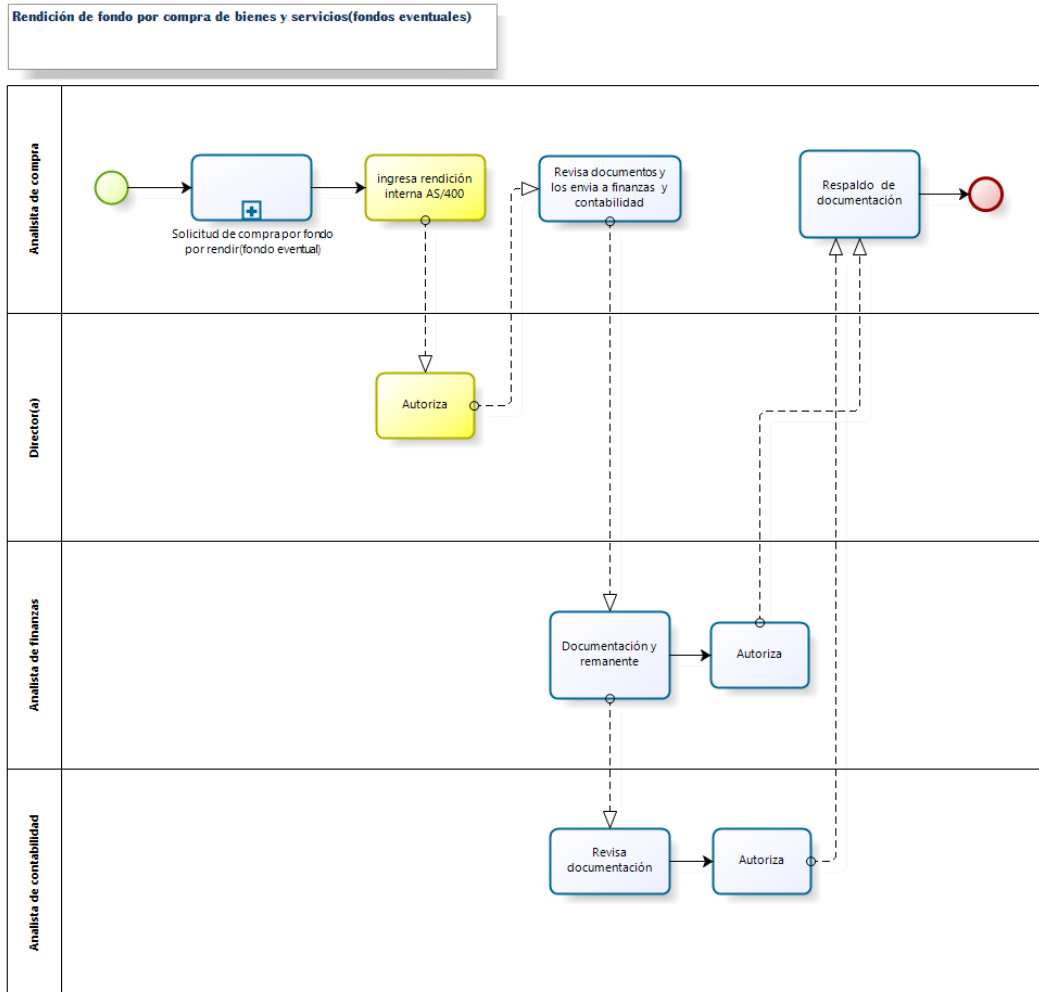 Rendición de fondo por compra de bienes y servicios(fondos eventuales)
Analisita de compra
Solicitud de compra por fondo
por rendir(fondo eventual)
ingresa rendición
interna AS/400
Revisa documentos y
los envia a finanzas y
contabilidad
Respaldo de
documentación
Director(a)
Autoriza
Analista de finanzas
Documentación y
remanente
Autoriza
Analista de contabilidad
Revisa
documentación
Autoriza